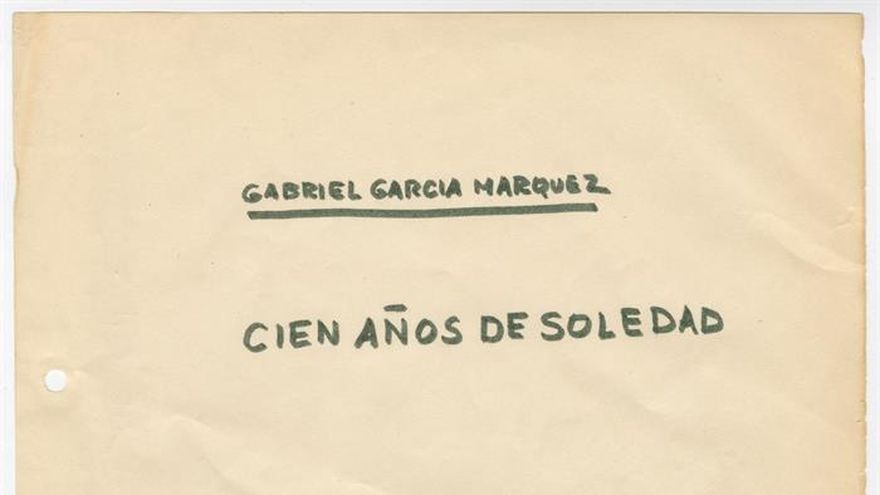 GABRIEL GARCIA MARQUEZ
CIEN AÑOS DE SOLEDAD